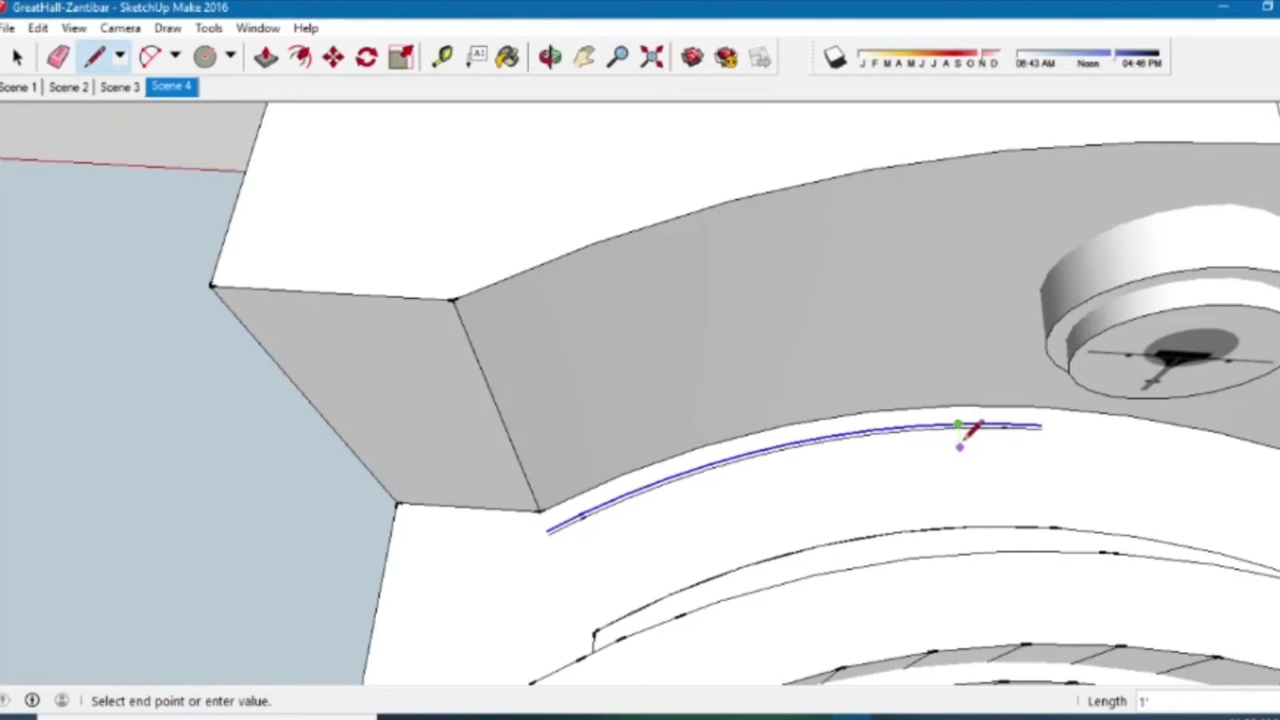 GreatHall-Zantibar - SketchUp Make 2016
File Edit View Camera Draw Tools Window Help
A1
J F M A M J J A S O N D 06:43 AM Noon 04:46 PM
Scene 1 Scene 2 Scene 3 Scene 4
Select end point or enter value. Length 1'